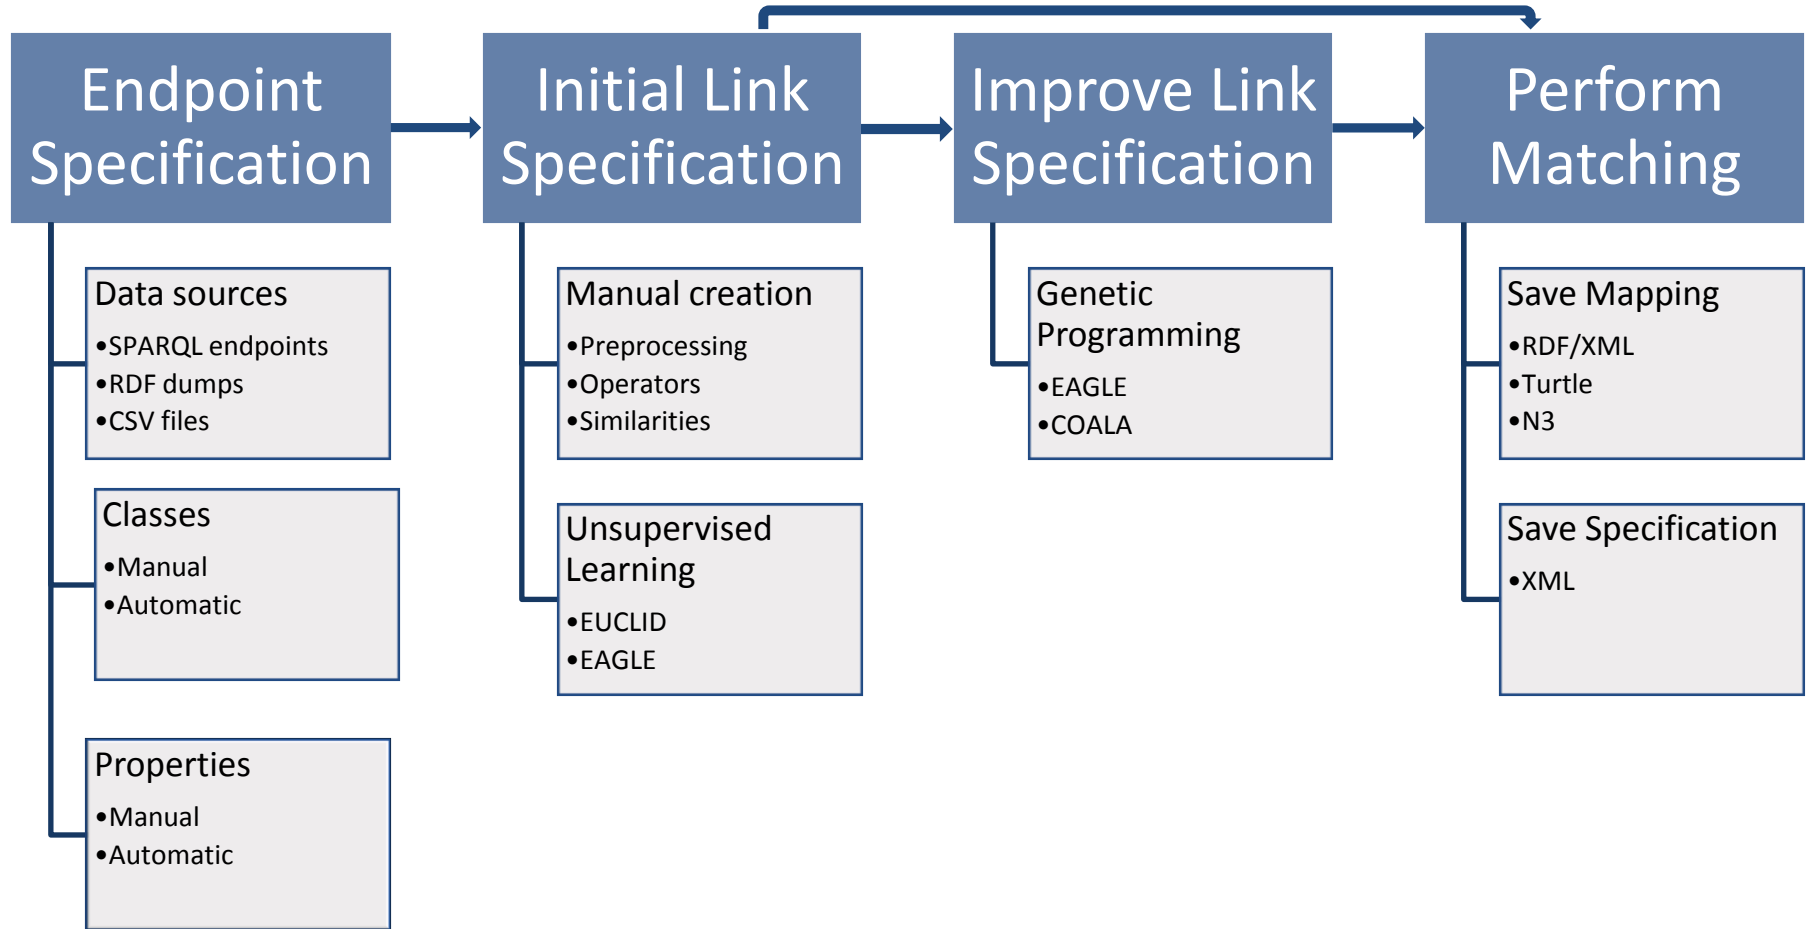 Endpoint
Specification
Data sources
•SPARQL endpoints
•RDF dumps
•CSV files
Classes
•Manual
•Automatic
Properties
•Manual
•Automatic
Initial Link
Specification
Manual creation
•Preprocessing
•Operators
•Similarities
Unsupervised
Learning
•EUCLID
•EAGLE
Improve Link
Specification
Genetic
Programming
•EAGLE
•COALA
Perform
Matching
Save Mapping
•RDF/XML
•Turtle
•N3
Save Specification
•XML